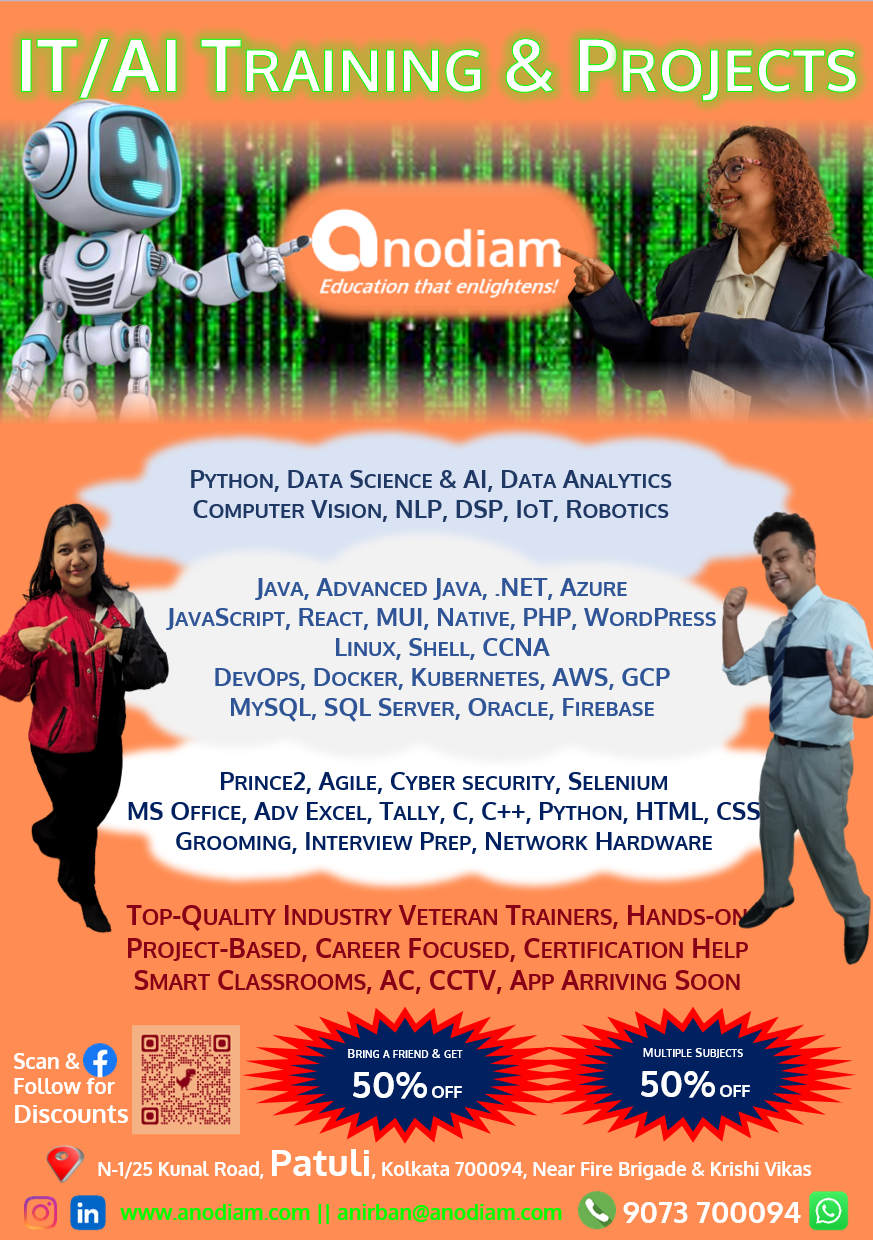 IT/AI Training & Projects
anodiam
Education that enlightens!
Python, Data Science & AI, Data Analytics
Computer Vision, NLP, DSP, IoT, Robotics
Java, Advanced Java, .NET, Azure
JavaScript, React, MUI, Native, PHP, WordPress
Linux, Shell, CCNA
DevOps, Docker, Kubernetes, AWS, GCP
MySQL, SQL Server, Oracle, Firebase
Prince2, Agile, Cyber security, Selenium
MS Office, Adv Excel, Tally, C, C++, Python, HTML, CSS
Grooming, Interview Prep, Network Hardware
Top-Quality Industry Veteran Trainers, Hands-on
Project-Based, Career Focused, Certification Help
Smart Classrooms, AC, CCTV, App Arriving Soon
Scan &
Follow for
Discounts
Bring a friend & get
50% OFF
Multiple Subjects
50% OFF
N-1/25 Kunal Road, Patuli, Kolkata 700094, Near Fire Brigade & Krishi Vikas
www.anodiam.com || anirban@anodiam.com 9073 700094